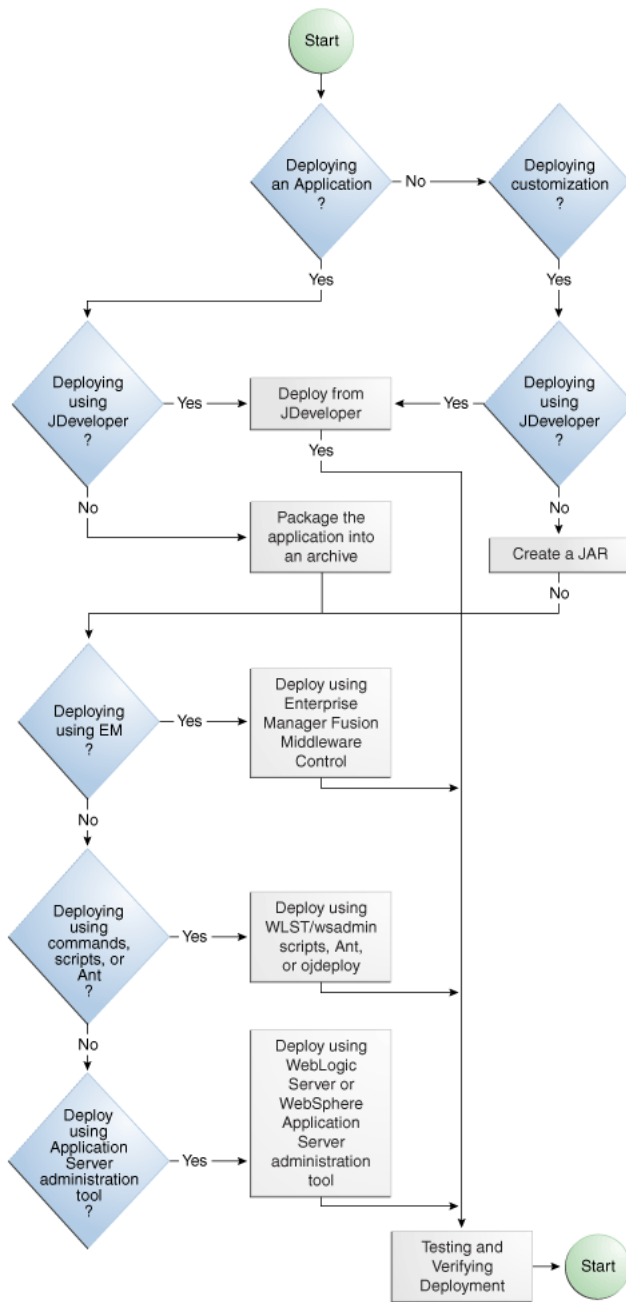 Start
Deploying
an Application
?
No
Deploying
customization
?
Yes
Yes
Deploying
using
JDeveloper
?
Yes
Deploy from
JDeveloper
Yes
Deploying
using
JDeveloper
?
Yes
No
No
Package the
application into
an archive
Create a JAR
No
Deploying
using EM
?
Yes
Deploy using
Enterprise
Manager Fusion
Middleware
Control
No
Deploying
using
commands,
scripts, or
Ant
?
Yes
Deploy using
WLST/wsadmin
scripts, Ant,
or ojdeploy
No
Deploy
using
Application
Server
administration
tool
?
Yes
Deploy using
WebLogic
Server or
WebSphere
Application
Server
administration
tool
Testing and
Verifying
Deployment
Start